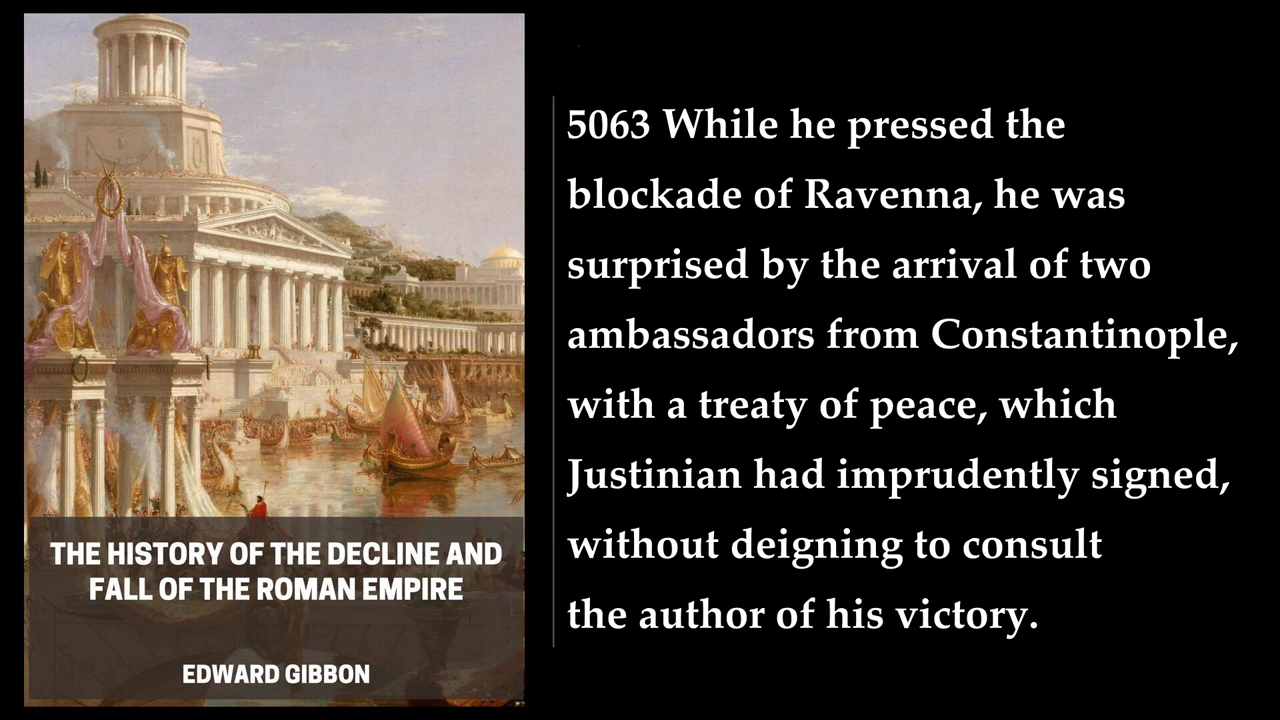 THE HISTORY OF THE DECLINE AND
FALL OF THE ROMAN EMPIRE
EDWARD GIBBON
5063 While he pressed the
blockade of Ravenna, he was
surprised by the arrival of two
ambassadors from Constantinople,
with a treaty of peace, which
Justinian had imprudently signed,
without deigning to consult
the author of his victory.